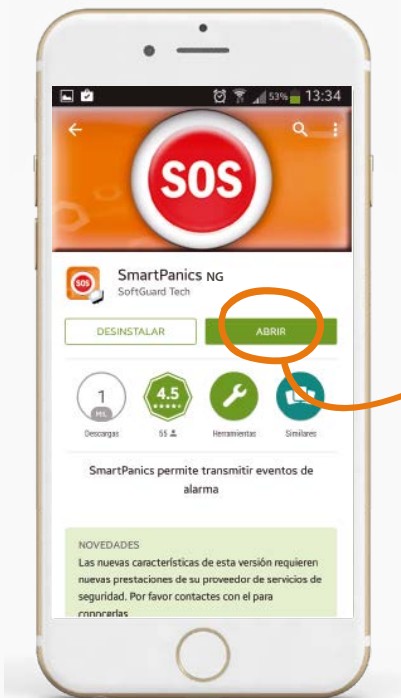 53% 13:34
SOS
SOS
SmartPanics NG
SoftGuard Tech
DESINSTALAR
ABRIR
1
MIL
4.5
Descargas
55
Herramientas
Similares
SmartPanics permite transmitir eventos de
alarma
NOVEDADES
Las nuevas características de esta versión requieren
nuevas prestaciones de su proveedor de servicios de
seguridad. Por favor contactes con el para
conocerlas